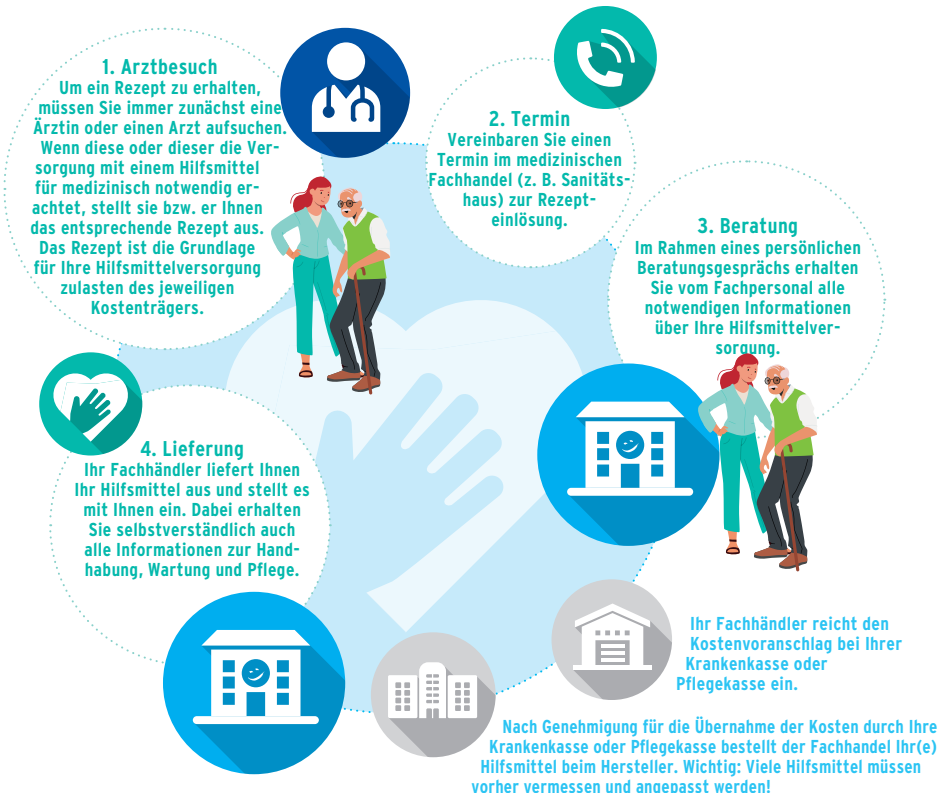 1. Arztbesuch
Um ein Rezept zu erhalten,
müssen Sie immer zunächst eine
Ärztin oder einen Arzt aufsuchen.
Wenn diese oder dieser die Ver-
sorgung mit einem Hilfsmittel
für medizinisch notwendig er-
achtet, stellt sie bzw. er Ihnen
das entsprechende Rezept aus.
Das Rezept ist die Grundlage
für Ihre Hilfsmittelversorgung
zulasten des jeweiligen
Kostenträgers.
2. Termin
Vereinbaren Sie einen
Termin im medizinischen
Fachhandel (z. B. Sanitäts-
haus) zur Rezept-
einlösung.
3. Beratung
Im Rahmen eines persönlichen
Beratungsgesprächs erhalten
Sie vom Fachpersonal alle
notwendigen Informationen
über Ihre Hilfsmittelver-
sorgung.
Ihr Fachhändler reicht den
Kostenvoranschlag bei Ihrer
Krankenkasse oder
Pflegekasse ein.
Nach Genehmigung für die Übernahme der Kosten durch Ihre
Krankenkasse oder Pflegekasse bestellt der Fachhandel Ihr(e)
Hilfsmittel beim Hersteller. Wichtig: Viele Hilfsmittel müssen
vorher vermessen und angepasst werden!
4. Lieferung
Ihr Fachhändler liefert Ihnen
Ihr Hilfsmittel aus und stellt es
mit Ihnen ein. Dabei erhalten
Sie selbstverständlich auch
alle Informationen zur Hand-
habung, Wartung und Pflege.